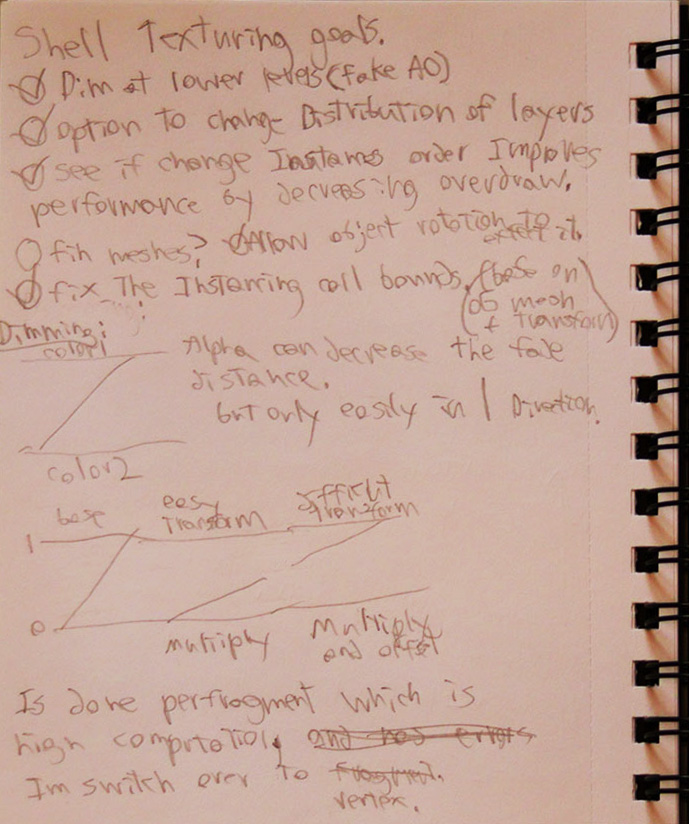 Shell Texturing goals.
Dim at lower levels (fake AO)
option to change Distribution of layers
see if change Instances order Improves
performance by decreasing overdraw.
fin meshes? Allow object rotation to effect it.
fix The Instancing call bounds. (base on
OG mesh
+ transform)
Dimming:
color1
Alpha can decrease the fade
distance.
but only easily in 1 Direction.
color2
base
easy
Transform
difficult
transform
1
0
multiply
Multiply
and offset
Is done perfragment which is
high computation, and has errors
Im switch over to fragment.
vertex.